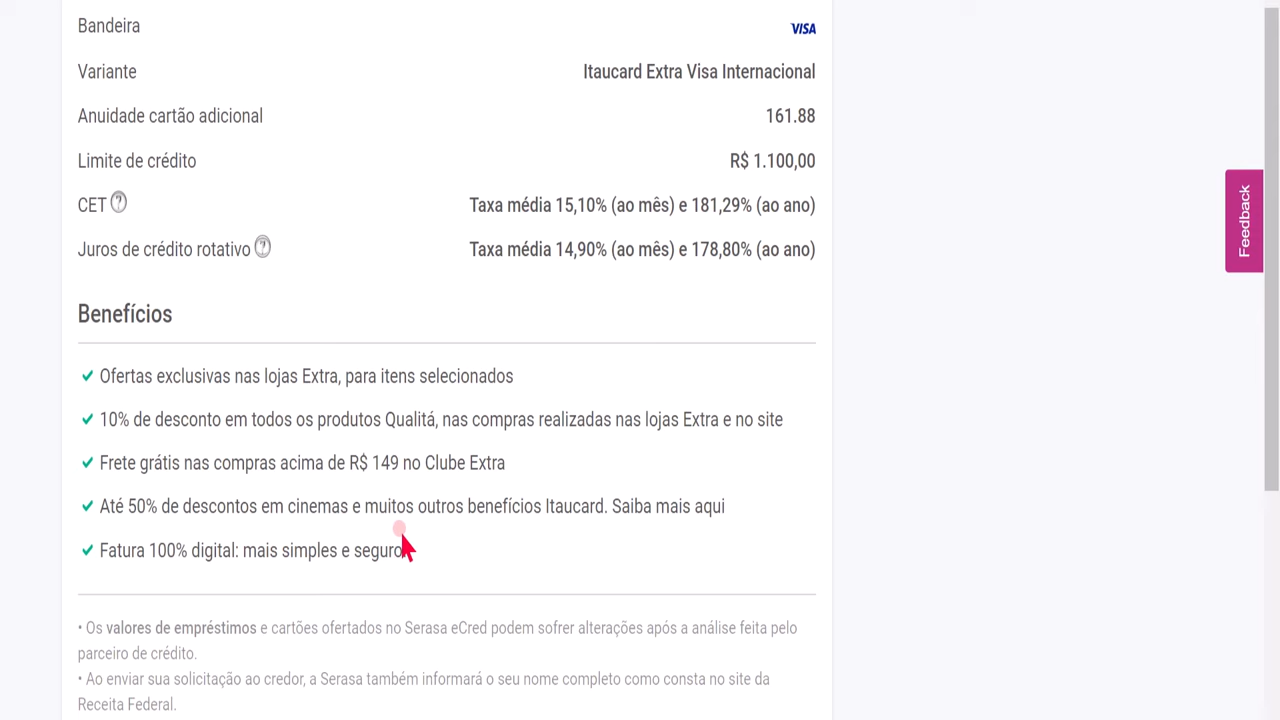 Bandeira VISA
Variante Itaucard Extra Visa Internacional
Anuidade cartão adicional 161.88
Limite de crédito R$ 1.100,00
CET ? Taxa média 15,10% (ao mês) e 181,29% (ao ano)
Juros de crédito rotativo ? Taxa média 14,90% (ao mês) e 178,80% (ao ano)
Feedback
Benefícios
Ofertas exclusivas nas lojas Extra, para itens selecionados
10% de desconto em todos os produtos Qualitá, nas compras realizadas nas lojas Extra e no site
Frete grátis nas compras acima de R$ 149 no Clube Extra
Até 50% de descontos em cinemas e muitos outros benefícios Itaucard. Saiba mais aqui
Fatura 100% digital: mais simples e seguro
• Os valores de empréstimos e cartões ofertados no Serasa eCred podem sofrer alterações após a análise feita pelo
parceiro de crédito.
• Ao enviar sua solicitação ao credor, a Serasa também informará o seu nome completo como consta no site da
Receita Federal.